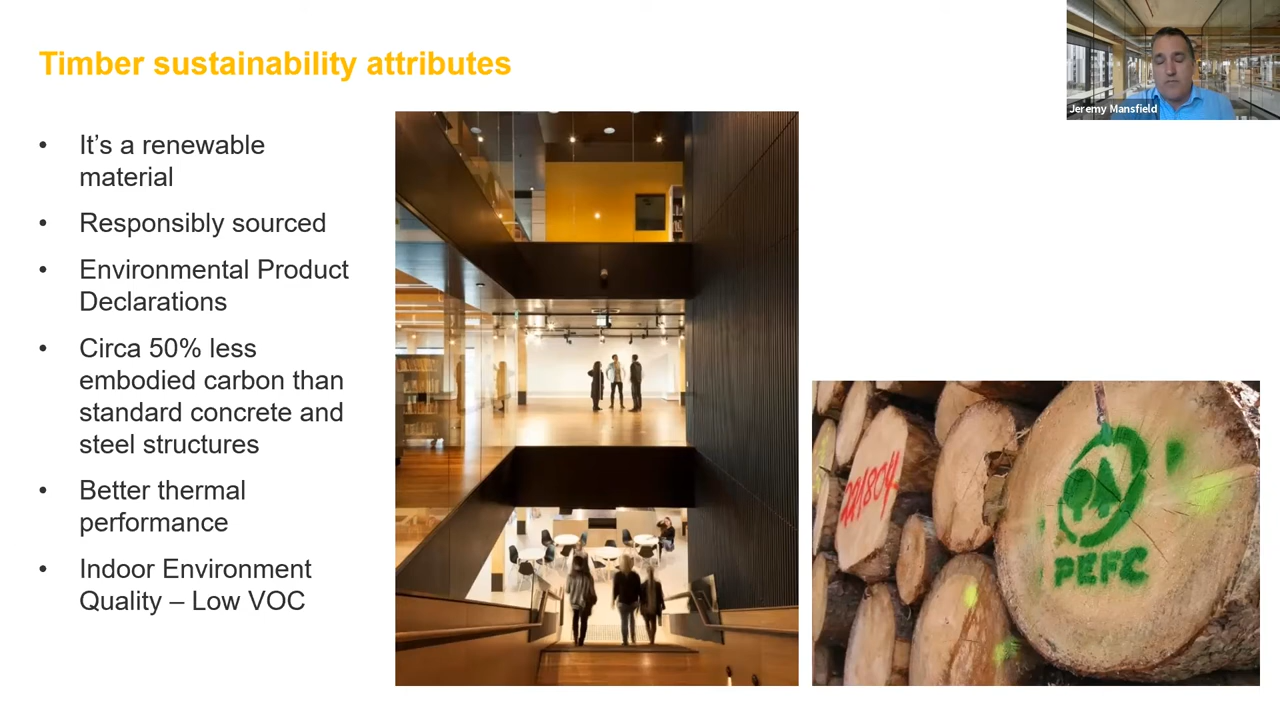 Timber sustainability attributes
Jeremy Mansfield
• It’s a renewable
material
• Responsibly sourced
• Environmental Product
Declarations
• Circa 50% less
embodied carbon than
standard concrete and
steel structures
• Better thermal
performance
• Indoor Environment
Quality – Low VOC
PEFC